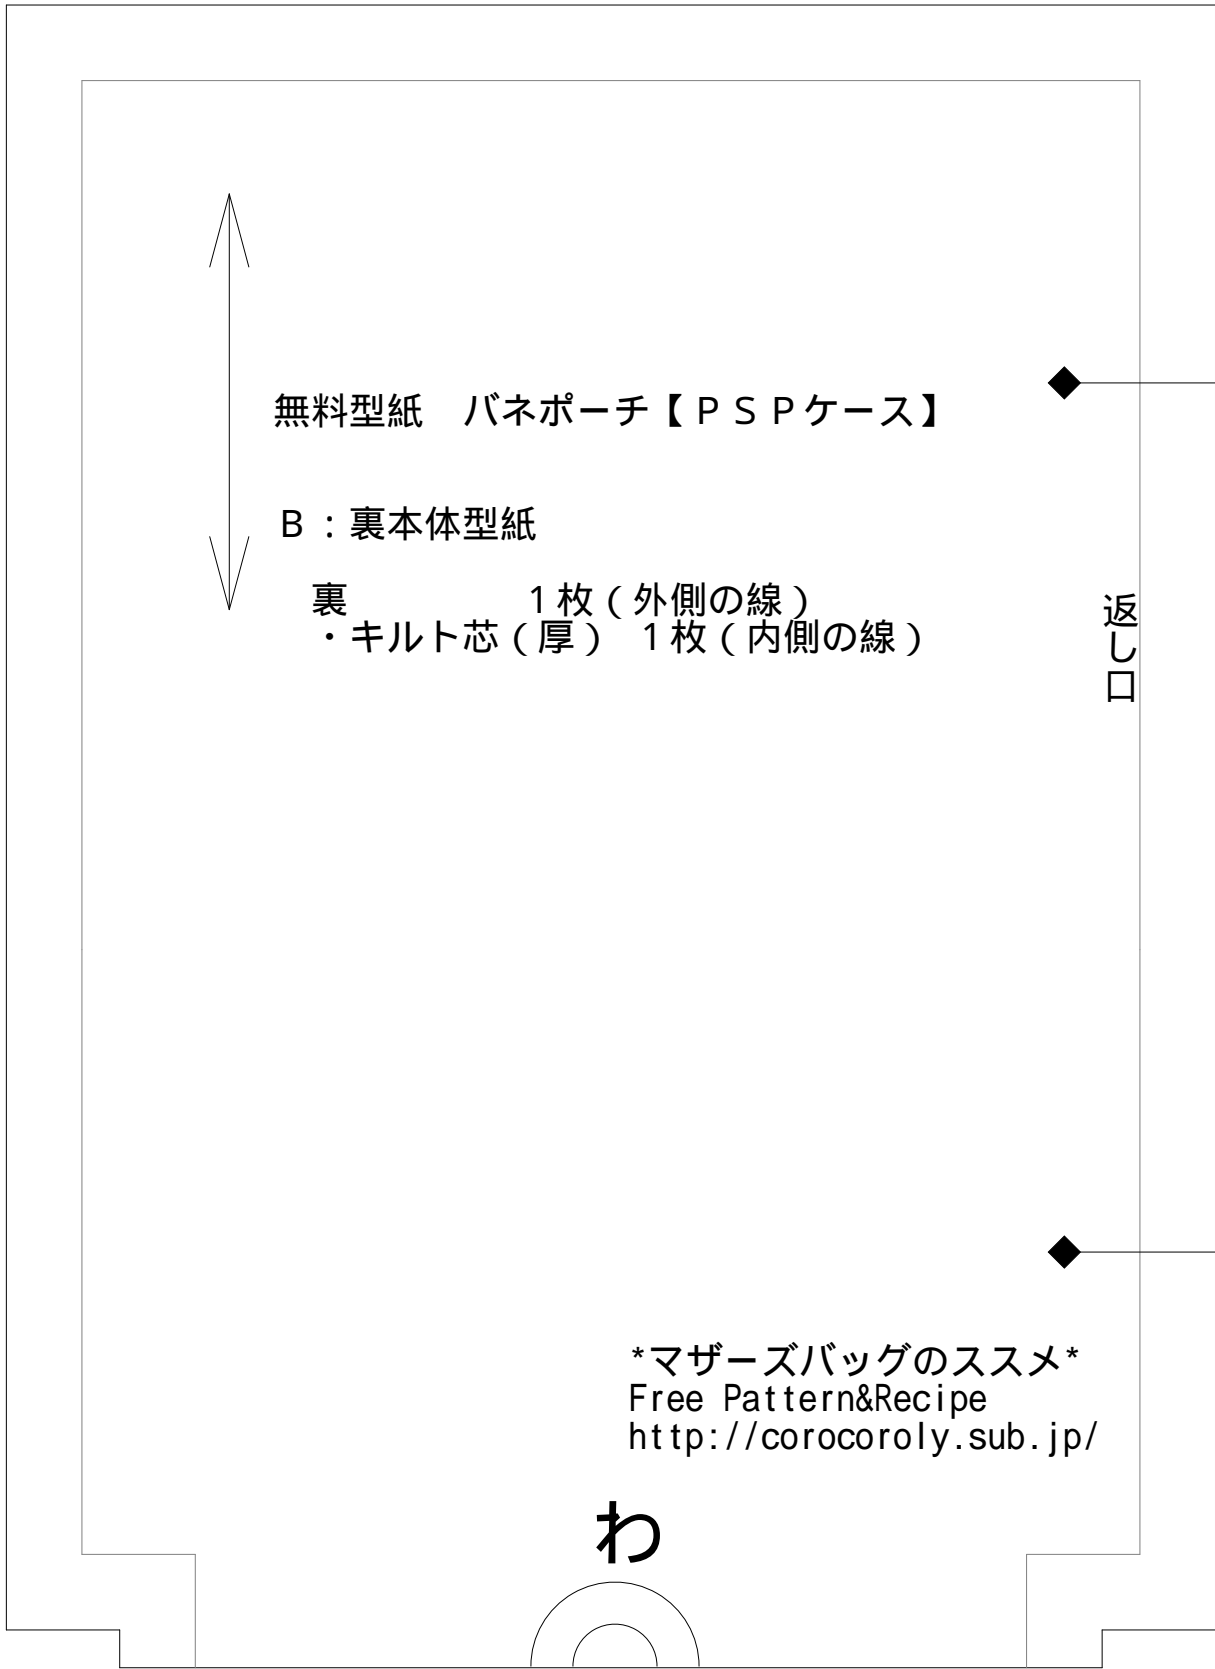 無料型紙　バネポーチ【ＰＳＰケース】
Ｂ：裏本体型紙
裏　　　　　1枚（外側の線）
・キルト芯（厚）　1枚（内側の線）
返し口
*マザーズバッグのススメ*
Free Pattern&Recipe
http://corocoroly.sub.jp/
わ